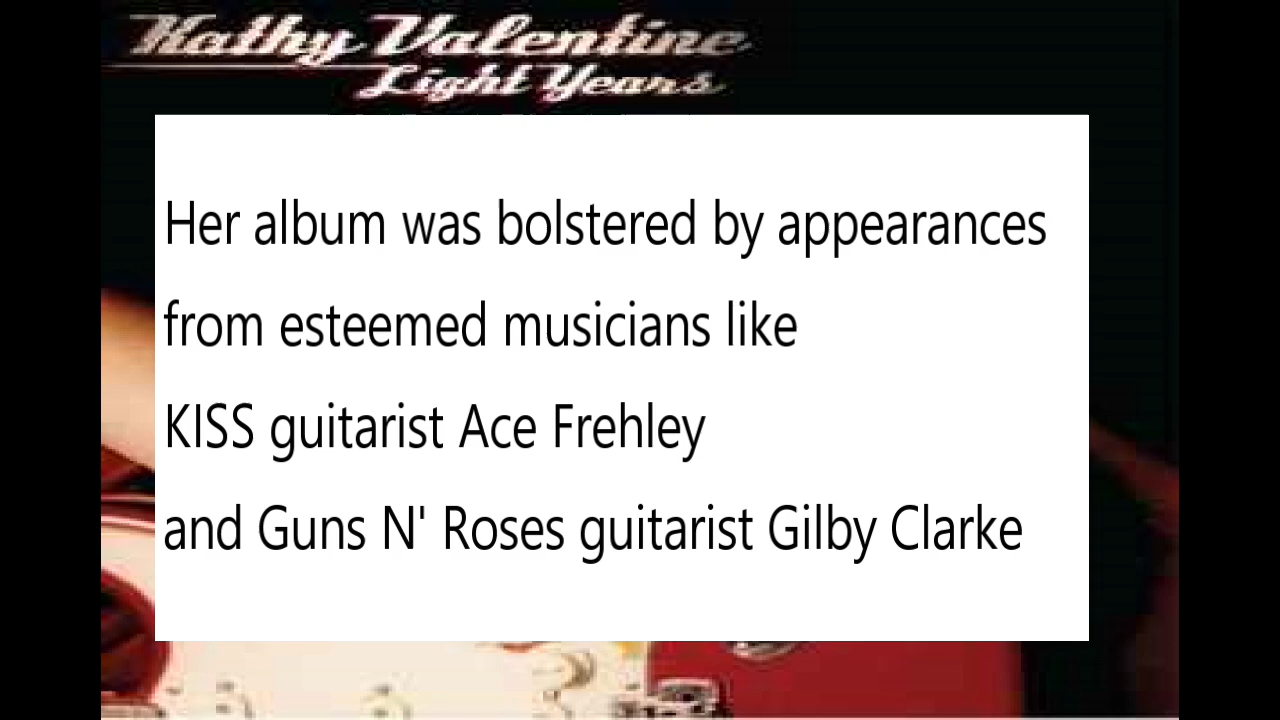 Kathy Valentine
Light Years
Her album was bolstered by appearances
from esteemed musicians like
KISS guitarist Ace Frehley
and Guns N' Roses guitarist Gilby Clarke